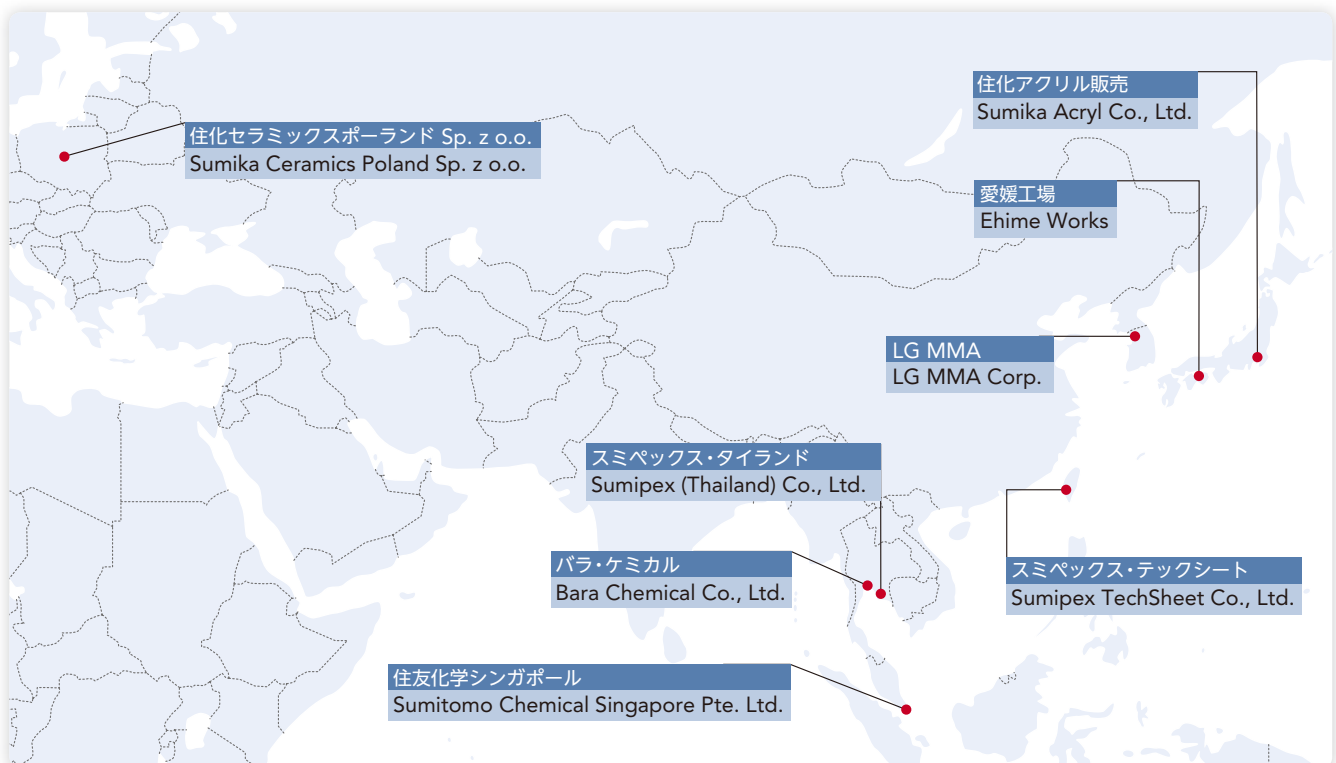 住化アクリル販売
Sumika Acryl Co., Ltd.
住化セラミックスポーランド Sp. z o.o.
Sumika Ceramics Poland Sp. z o.o.
愛媛工場
Ehime Works
LG MMA
LG MMA Corp.
スミペックス・タイランド
Sumipex (Thailand) Co., Ltd.
バラ・ケミカル
Bara Chemical Co., Ltd.
スミペックス・テックシート
Sumipex TechSheet Co., Ltd.
住友化学シンガポール
Sumitomo Chemical Singapore Pte. Ltd.